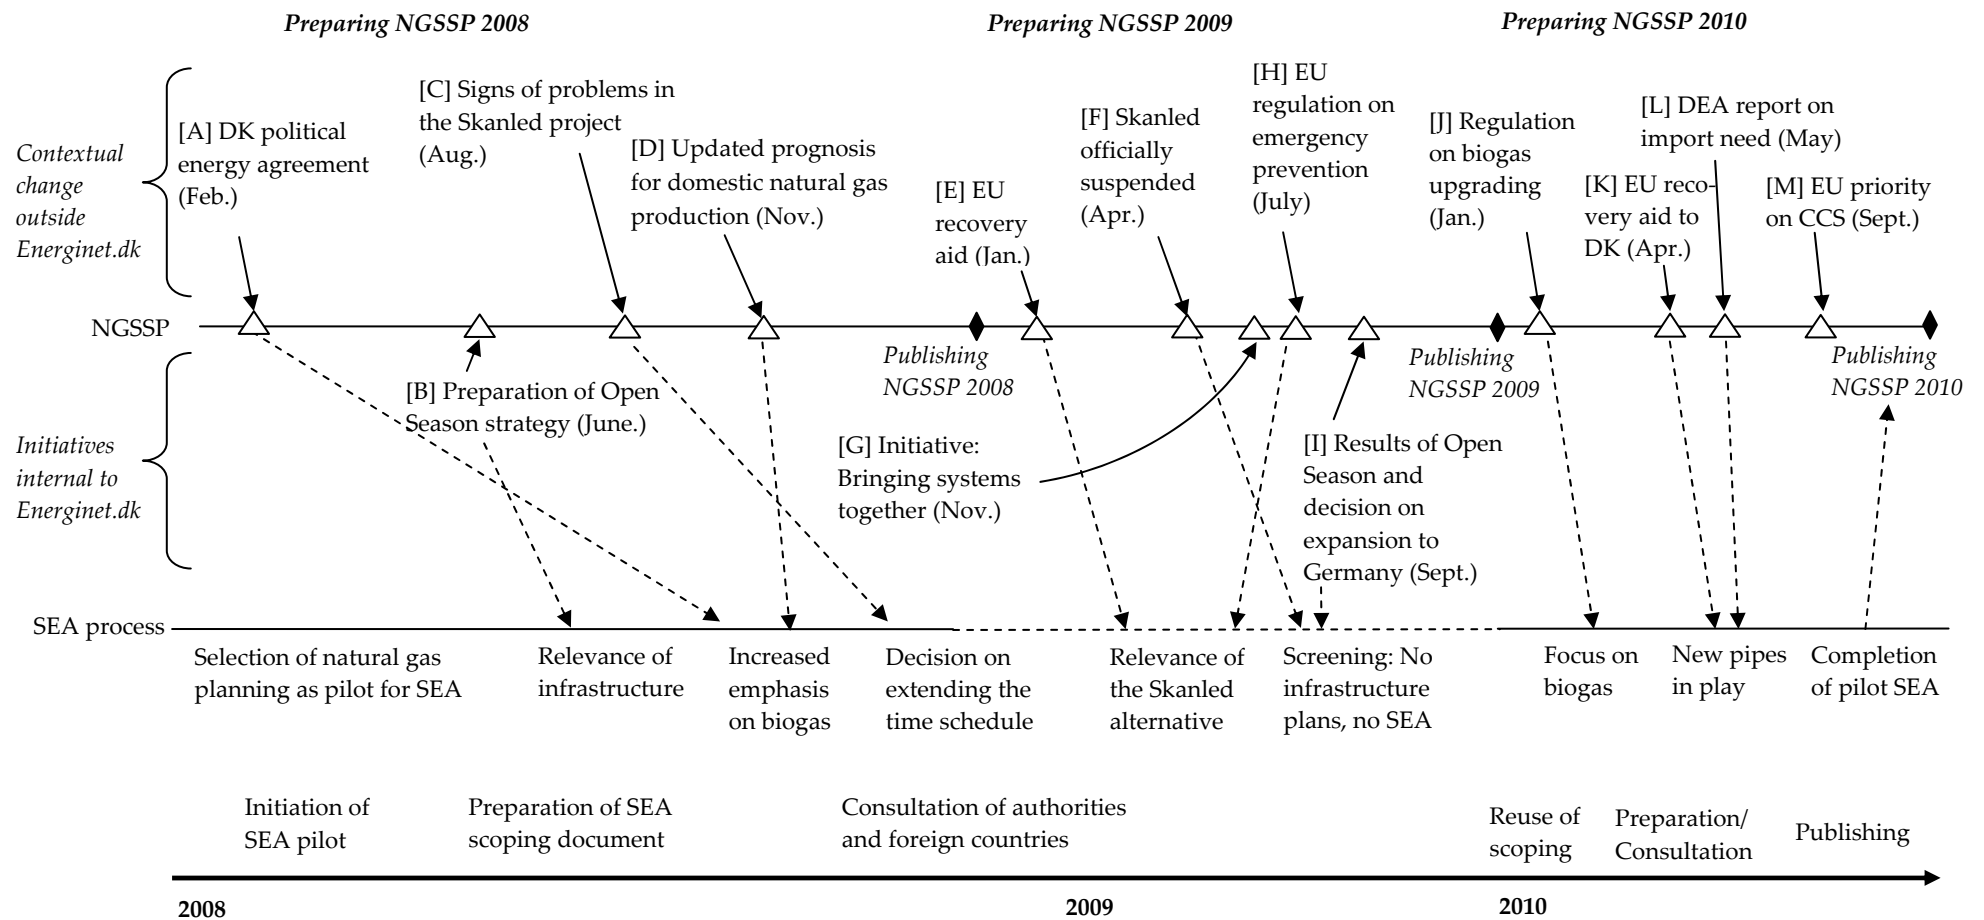 Preparing NGSSP 2008
Preparing NGSSP 2009
Preparing NGSSP 2010
Contextual
change
outside
Energinet.dk
[A] DK political
energy agreement
(Feb.)
[C] Signs of problems in
the Skanled project
(Aug.)
[D] Updated prognosis
for domestic natural gas
production (Nov.)
[E] EU
recovery
aid (Jan.)
[F] Skanled
officially
suspended
(Apr.)
[H] EU
regulation on
emergency
prevention
(July)
[J] Regulation
on biogas
upgrading
(Jan.)
[K] EU reco-
very aid to
DK (Apr.)
[L] DEA report on
import need (May)
[M] EU priority
on CCS (Sept.)
NGSSP
Publishing
NGSSP 2008
Publishing
NGSSP 2009
Publishing
NGSSP 2010
Initiatives
internal to
Energinet.dk
[B] Preparation of Open
Season strategy (June.)
[G] Initiative:
Bringing systems
together (Nov.)
[I] Results of Open
Season and
decision on
expansion to
Germany (Sept.)
SEA process
Selection of natural gas
planning as pilot for SEA
Relevance of
infrastructure
Increased
emphasis
on biogas
Decision on
extending the
time schedule
Relevance of
the Skanled
alternative
Screening: No
infrastructure
plans, no SEA
Focus on
biogas
New pipes
in play
Completion
of pilot SEA
Initiation of
SEA pilot
Preparation of SEA
scoping document
Consultation of authorities
and foreign countries
Reuse of
scoping
Preparation/
Consultation
Publishing
2008
2009
2010